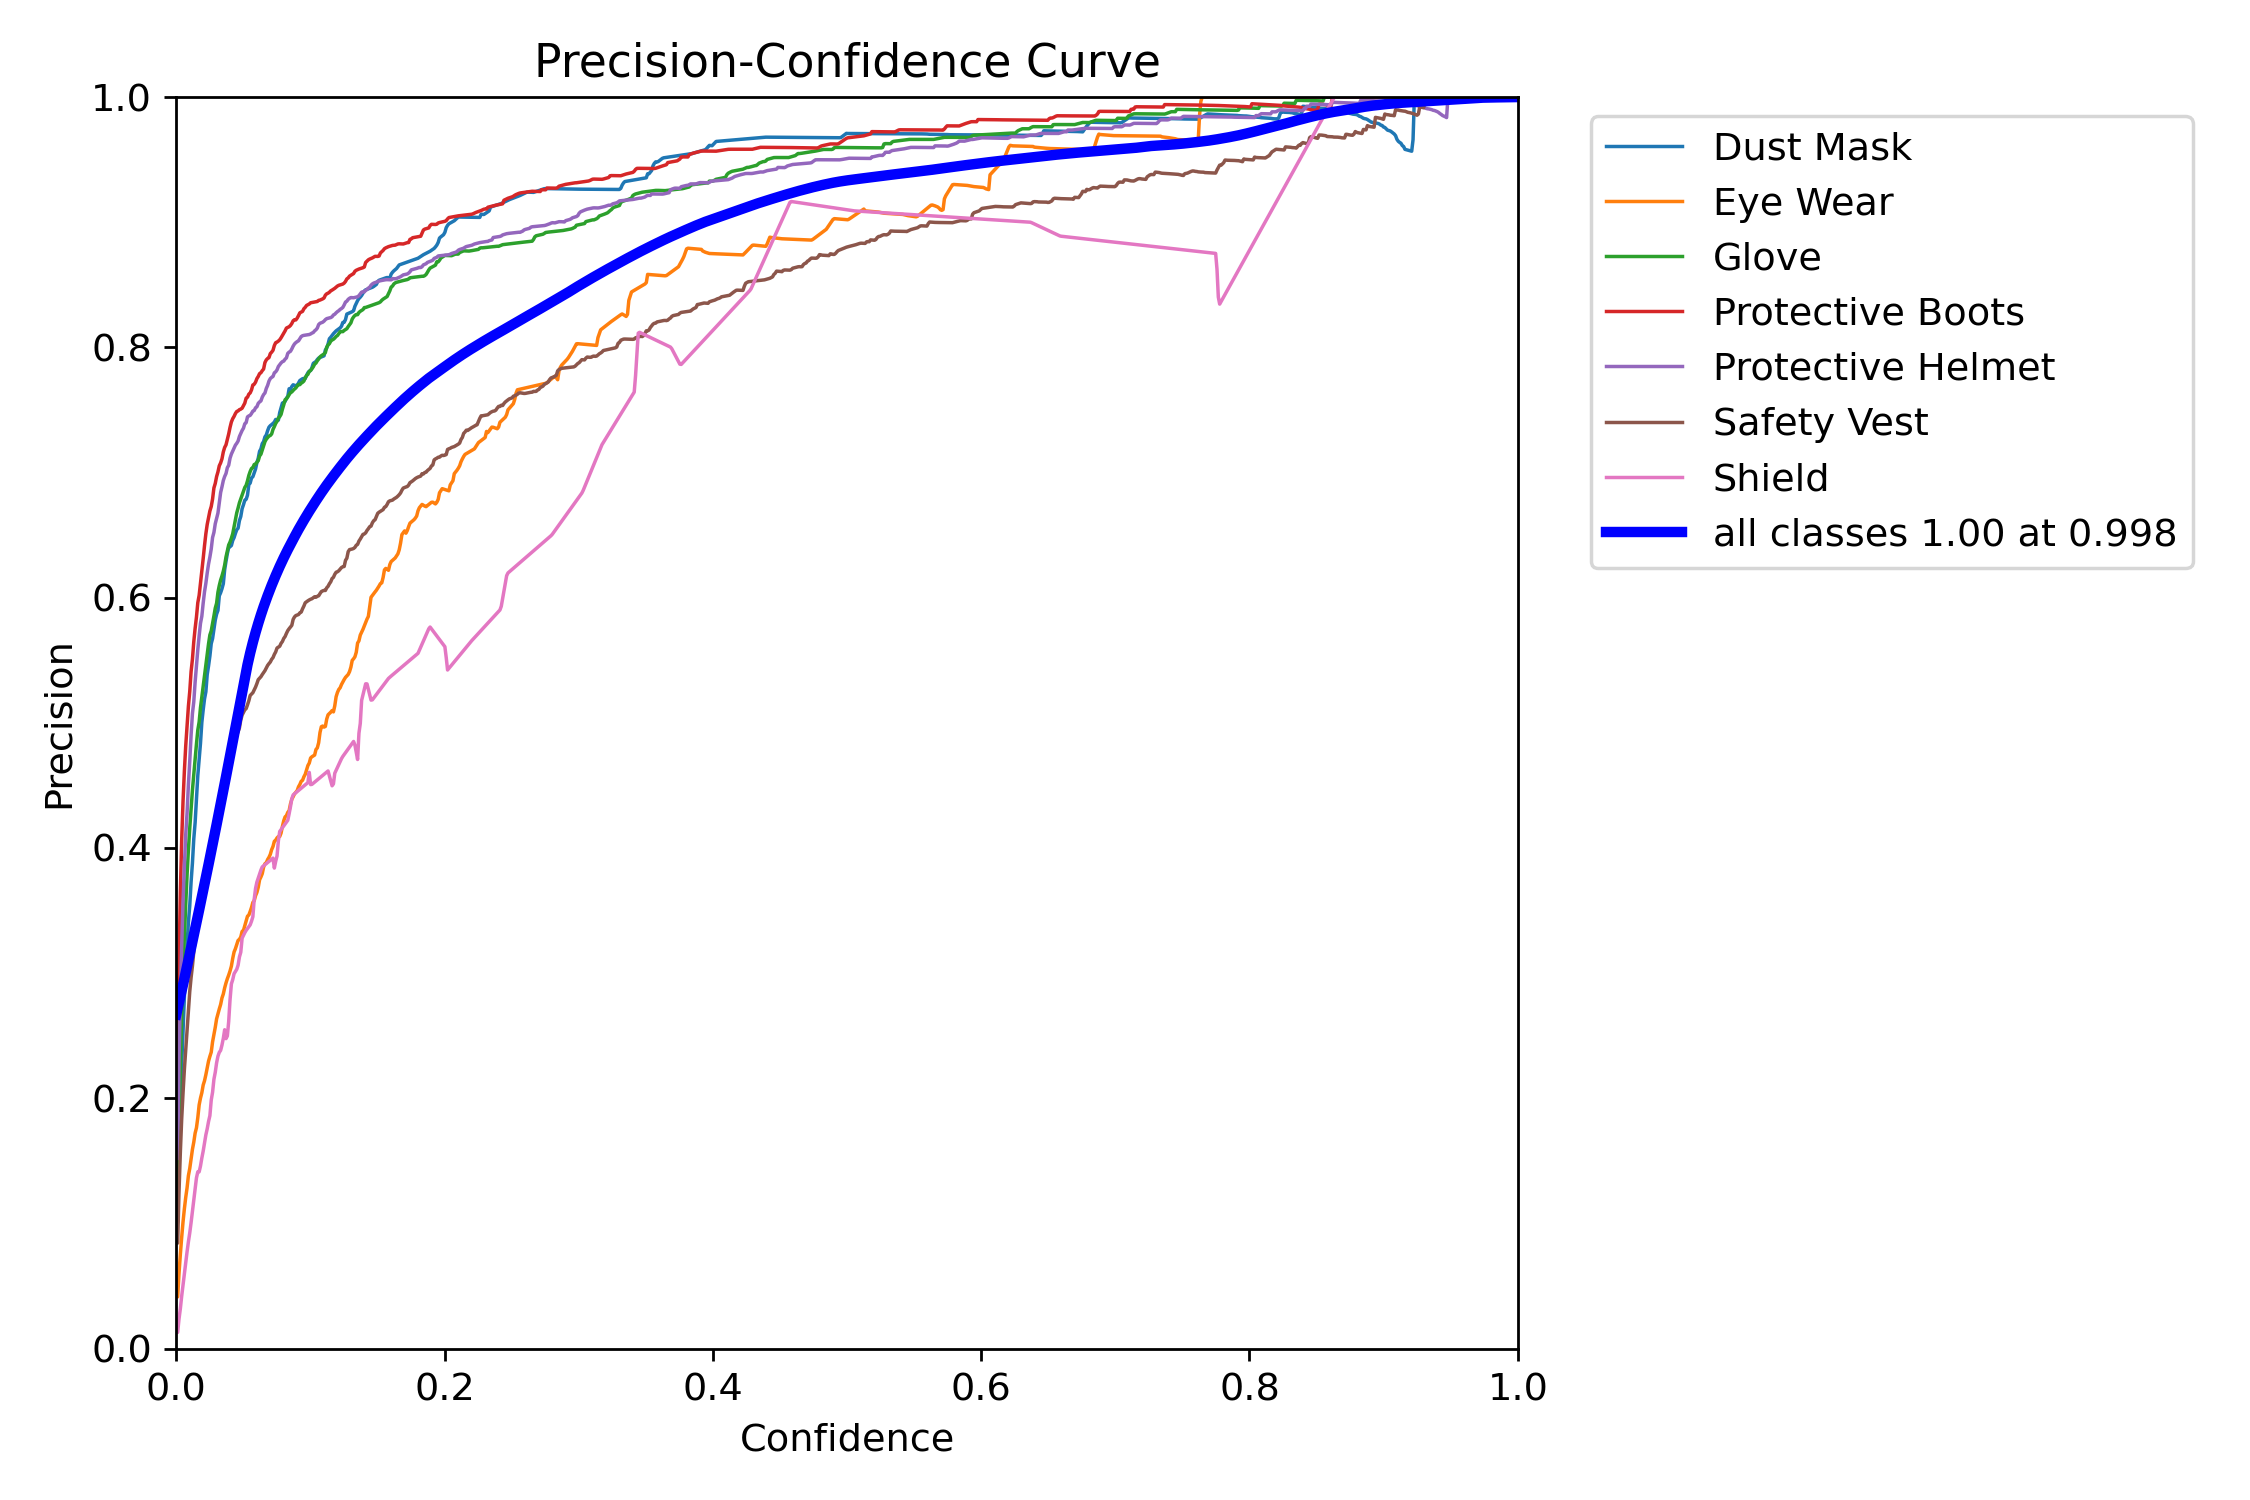 Precision-Confidence Curve
1.0
0.8
0.6
0.4
0.2
0.0
Precision
0.0 0.2 0.4 0.6 0.8 1.0
Confidence
Dust Mask
Eye Wear
Glove
Protective Boots
Protective Helmet
Safety Vest
Shield
all classes 1.00 at 0.998